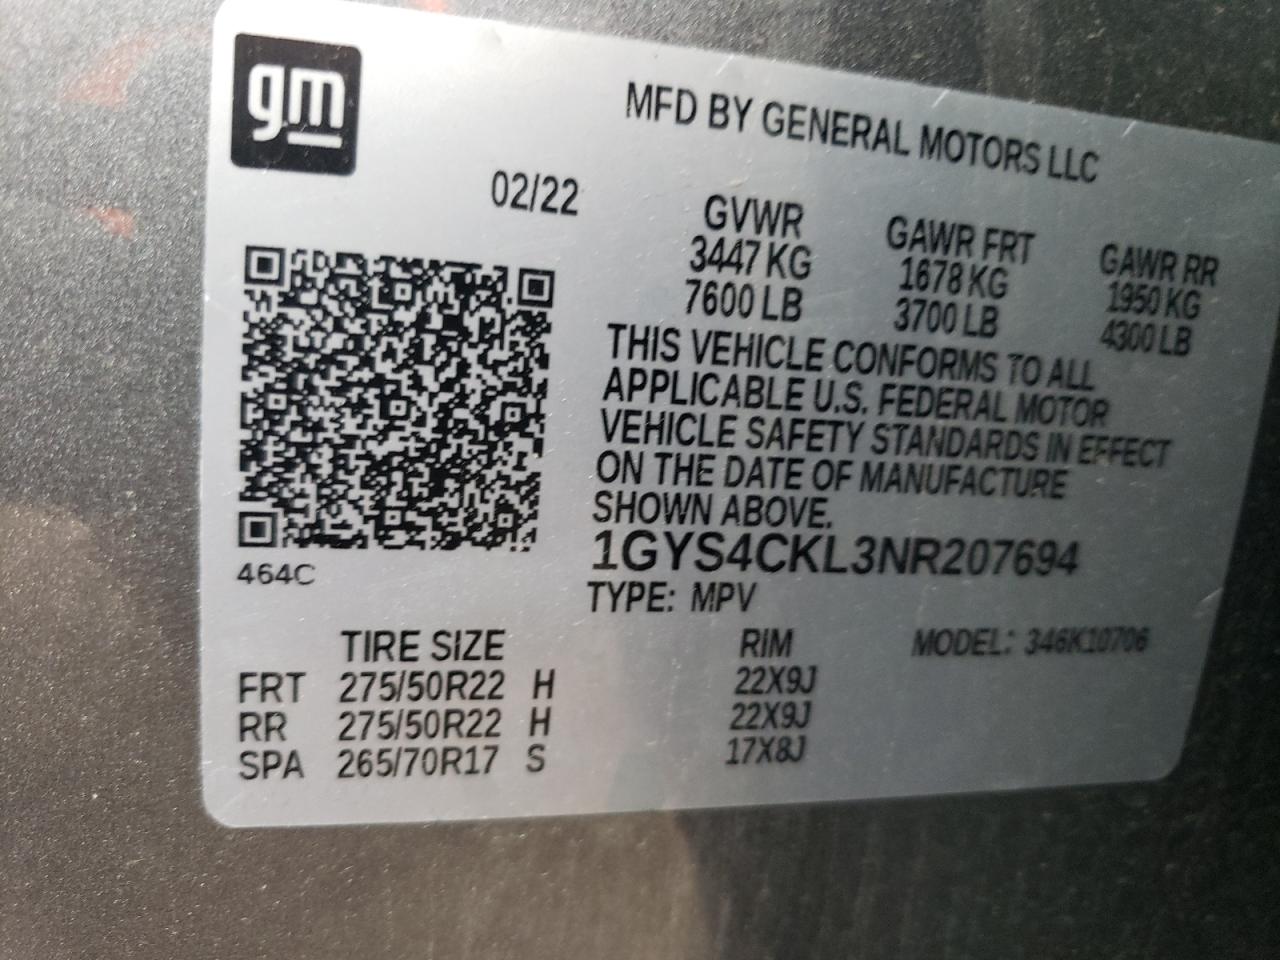 gm
MFD BY GENERAL MOTORS LLC
02/22
GVWR GAWR FRT GAWR RR
3447 KG 1678 KG 1950 KG
7600 LB 3700 LB 4300 LB
THIS VEHICLE CONFORMS TO ALL
APPLICABLE U.S. FEDERAL MOTOR
VEHICLE SAFETY STANDARDS IN EFFECT
ON THE DATE OF MANUFACTURE
SHOWN ABOVE.
1GYS4CKL3NR207694
464C
TYPE: MPV
TIRE SIZE RIM MODEL: 346K10706
FRT 275/50R22 H 22X9J
RR 275/50R22 H 22X9J
SPA 265/70R17 S 17X8J